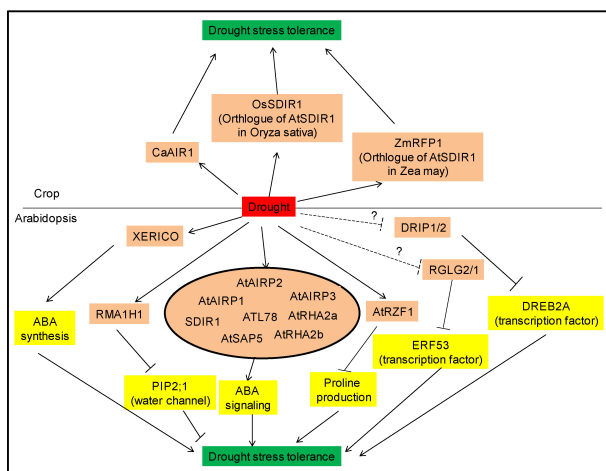 Drought stress tolerance
OsSDIR1
(Orthlogue of AtSDIR1
in Oryza sativa)
ZmRFP1
(Orthlogue of AtSDIR1
in Zea may)
CaAIR1
Crop
Drought
Arabidopsis
?
DRIP1/2
XERICO
?
RGLG2/1
AtAIRP2
AtAIRP1
AtAIRP3
SDIR1
ATL78
AtRHA2a
AtSAP5
AtRHA2b
RMA1H1
AtRZF1
DREB2A
(transcription factor)
ABA
synthesis
ERF53
(transcription factor)
PIP2;1
(water channel)
ABA
signaling
Proline
production
Drought stress tolerance